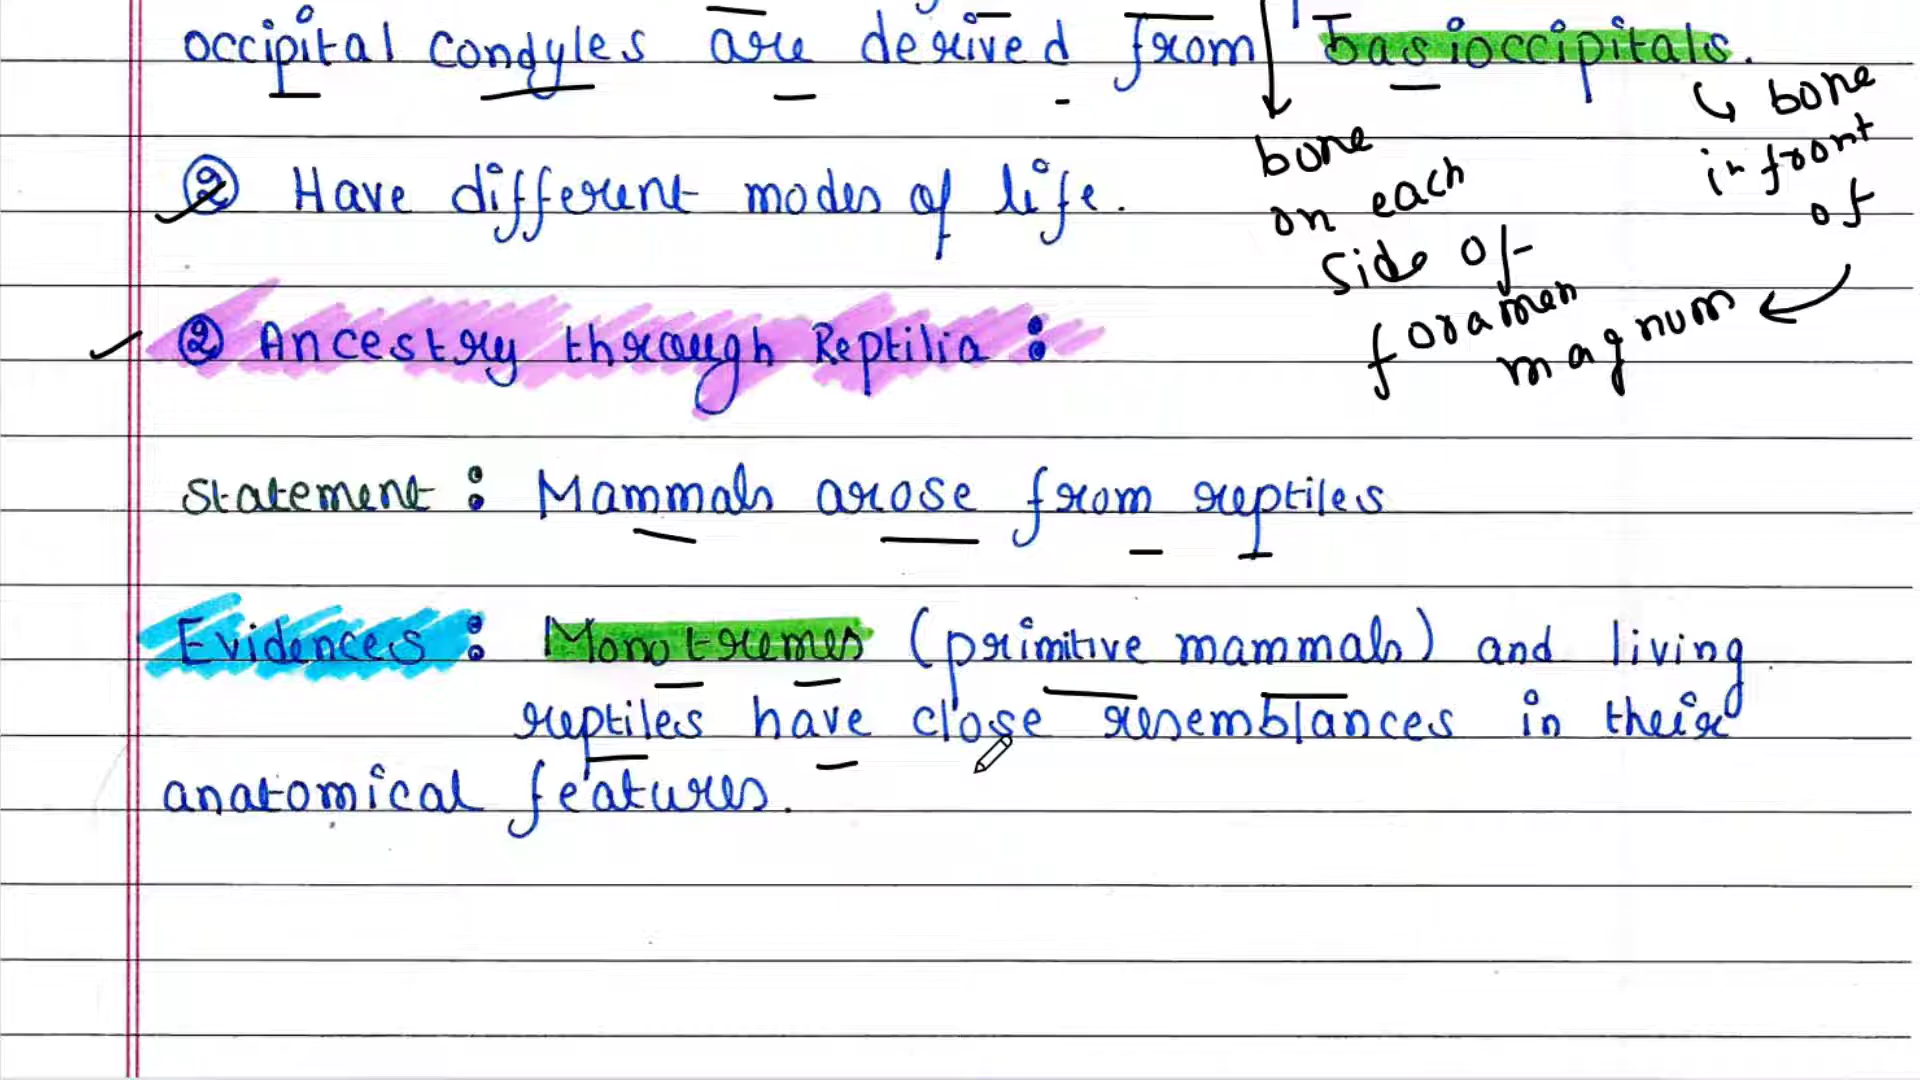 occipital condyles are derived from basioccipitals.
bone
in front
of
bone
on each
side of
foramen
magnum
② Have different modes of life.
② Ancestry through Reptilia :
Statement : Mammals arose from reptiles
Evidences : Monotremes (primitive mammals) and living
reptiles have close resemblances in their
anatomical features.